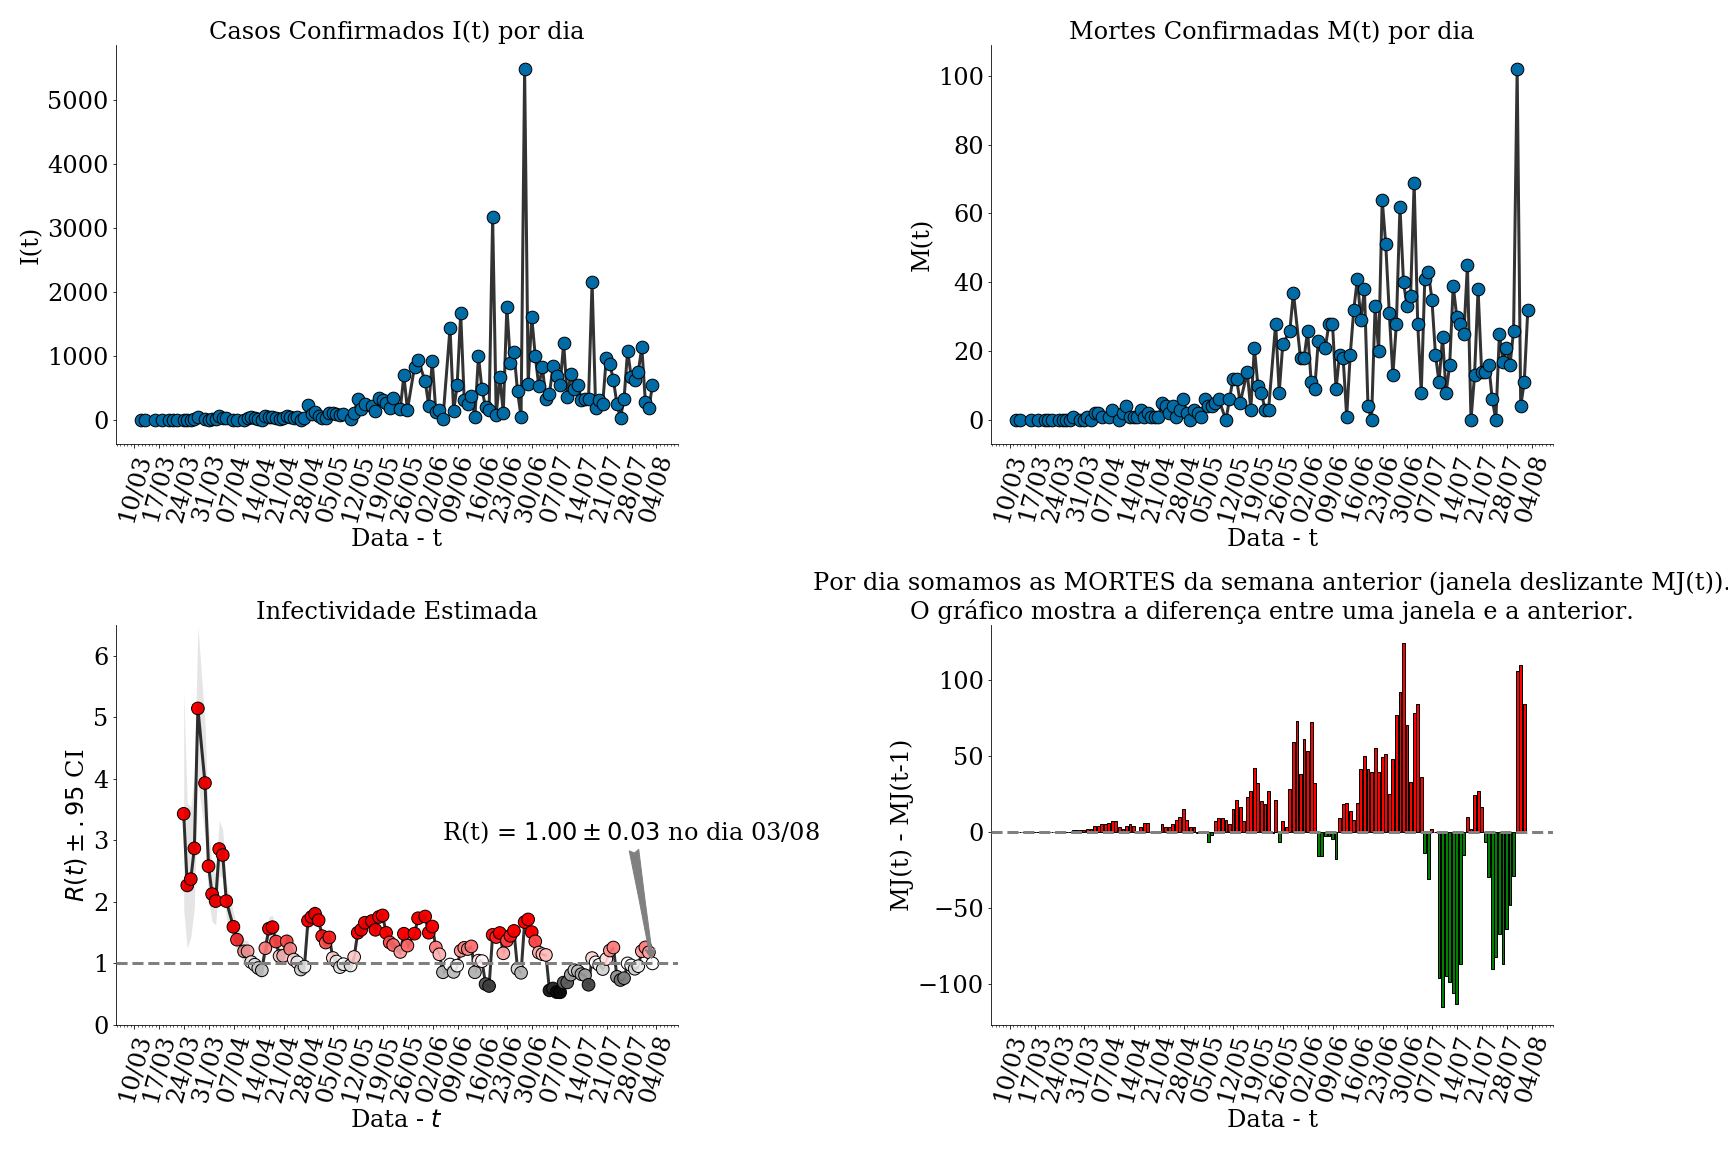 Casos Confirmados I(t) por dia
5000
4000
3000
2000
1000
0
I(t)
10/03 17/03 24/03 31/03 07/04 14/04 21/04 28/04 05/05 12/05 19/05 26/05 02/06 09/06 16/06 23/06 30/06 07/07 14/07 21/07 28/07 04/08
Data - t
Mortes Confirmadas M(t) por dia
100
80
60
40
20
0
M(t)
10/03 17/03 24/03 31/03 07/04 14/04 21/04 28/04 05/05 12/05 19/05 26/05 02/06 09/06 16/06 23/06 30/06 07/07 14/07 21/07 28/07 04/08
Data - t
Infectividade Estimada
6
5
4
3
2
1
0
R(t) ± .95 CI
R(t) = 1.00 ± 0.03 no dia 03/08
10/03 17/03 24/03 31/03 07/04 14/04 21/04 28/04 05/05 12/05 19/05 26/05 02/06 09/06 16/06 23/06 30/06 07/07 14/07 21/07 28/07 04/08
Data - t
Por dia somamos as MORTES da semana anterior (janela deslizante MJ(t)).
O gráfico mostra a diferença entre uma janela e a anterior.
100
50
0
−50
−100
MJ(t) - MJ(t-1)
10/03 17/03 24/03 31/03 07/04 14/04 21/04 28/04 05/05 12/05 19/05 26/05 02/06 09/06 16/06 23/06 30/06 07/07 14/07 21/07 28/07 04/08
Data - t